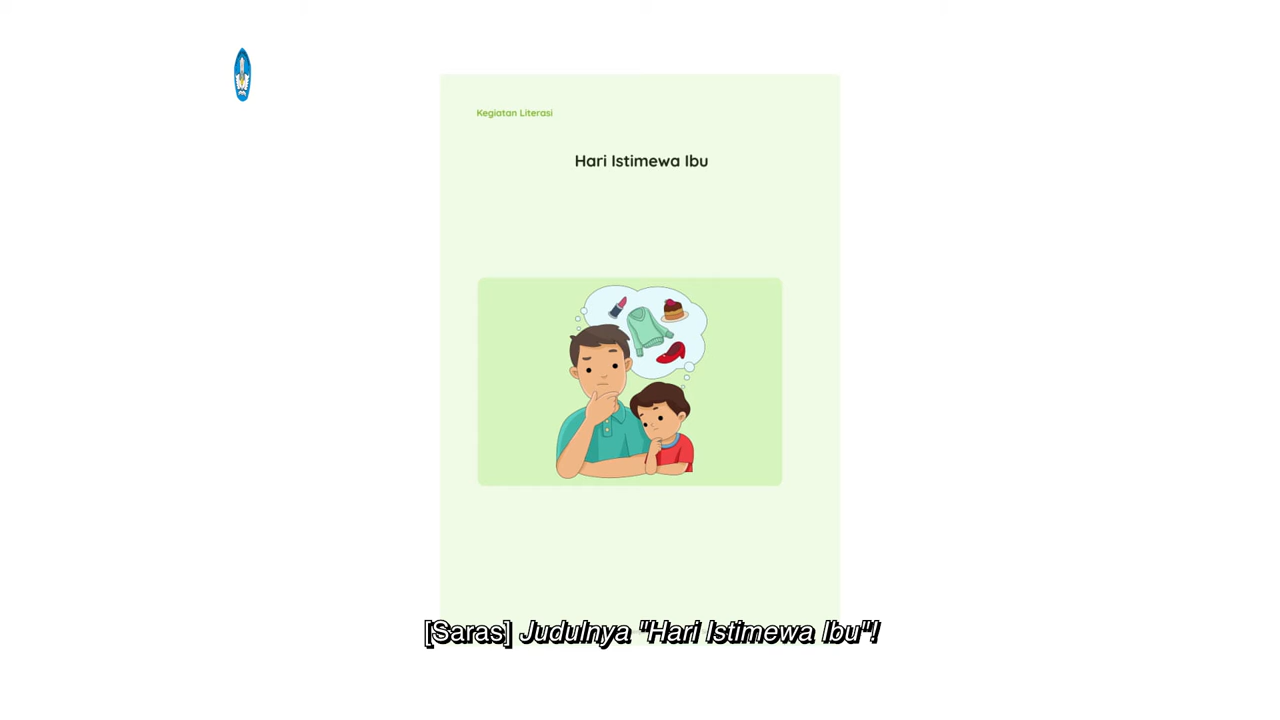 Kegiatan Literasi
Hari Istimewa Ibu
[Saras] Judulnya "Hari Istimewa Ibu"!